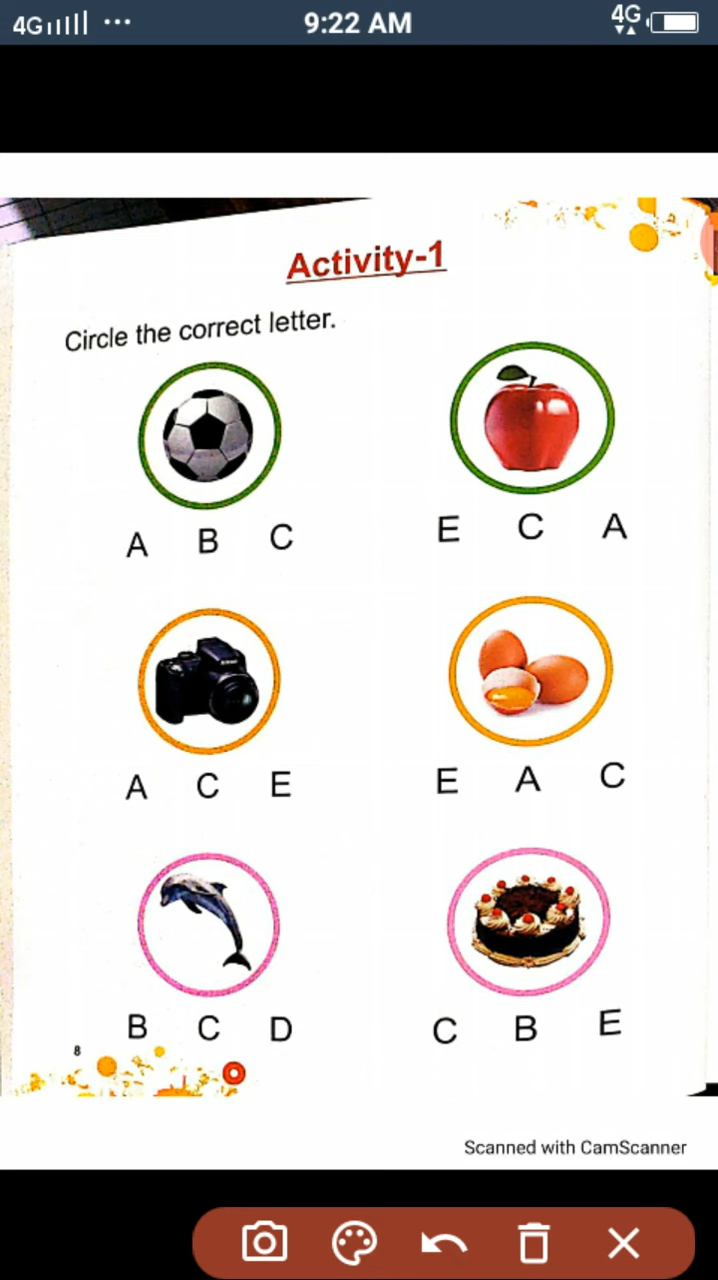 4G
9:22 AM
4G
Activity-1
Circle the correct letter.
A B C
E C A
A C E
E A C
B C D
C B E
8
Scanned with CamScanner